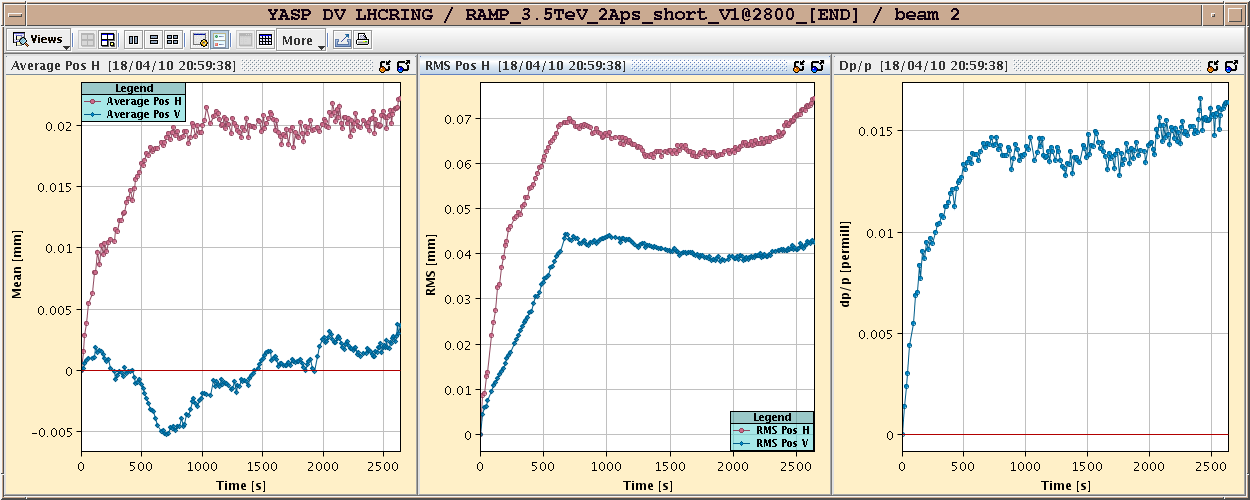 YASP DV LHCRING / RAMP_3.5TeV_2Aps_short_V1@2800_[END] / beam 2
Views
More
Average Pos H [18/04/10 20:59:38]
Legend
Average Pos H
Average Pos V
0.02
0.015
0.01
0.005
0
-0.005
Mean [mm]
0 500 1000 1500 2000 2500
Time [s]
RMS Pos H [18/04/10 20:59:38]
0.07
0.06
0.05
0.04
0.03
0.02
0.01
0
RMS [mm]
Legend
RMS Pos H
RMS Pos V
0 500 1000 1500 2000 2500
Time [s]
Dp/p [18/04/10 20:59:38]
0.015
0.01
0.005
0
dp/p [permill]
0 500 1000 1500 2000 2500
Time [s]